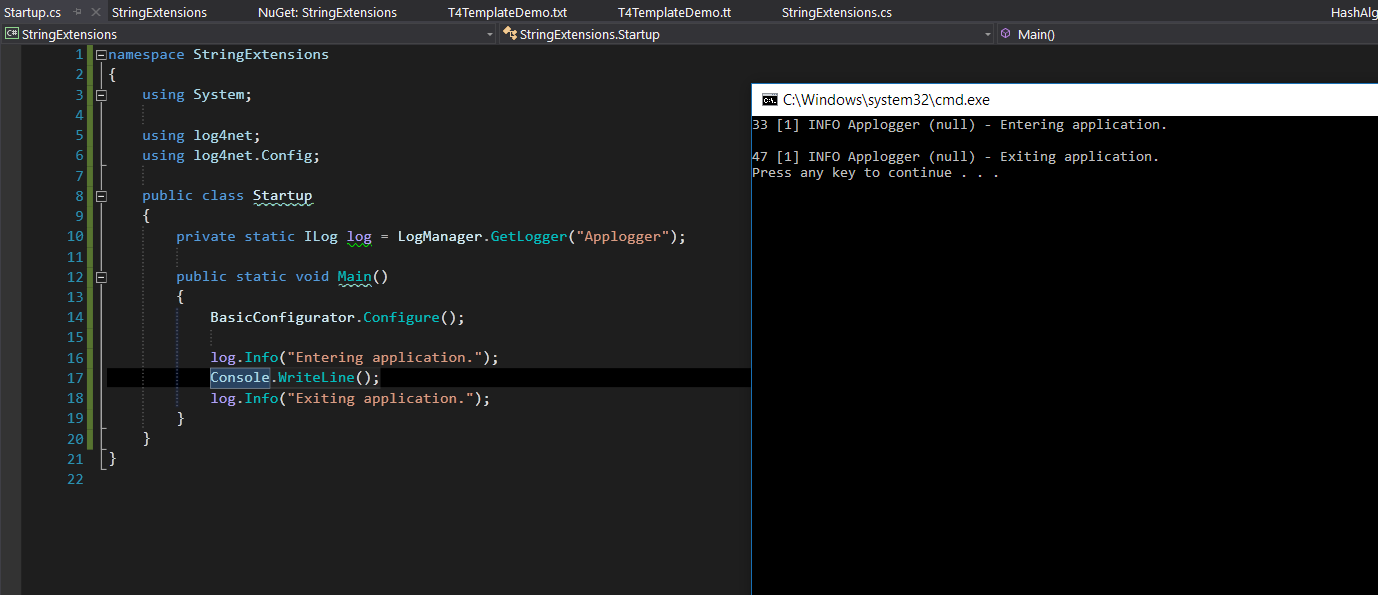 Startup.cs StringExtensions NuGet: StringExtensions T4TemplateDemo.txt T4TemplateDemo.tt StringExtensions.cs HashAlg
C# StringExtensions StringExtensions.Startup Main()
1 namespace StringExtensions
2 {
3 using System;
4
5 using log4net;
6 using log4net.Config;
7
8 public class Startup
9 {
10 private static ILog log = LogManager.GetLogger("Applogger");
11
12 public static void Main()
13 {
14 BasicConfigurator.Configure();
15
16 log.Info("Entering application.");
17 Console.WriteLine();
18 log.Info("Exiting application.");
19 }
20 }
21 }
22
C:\Windows\system32\cmd.exe
33 [1] INFO Applogger (null) - Entering application.
47 [1] INFO Applogger (null) - Exiting application.
Press any key to continue . . .